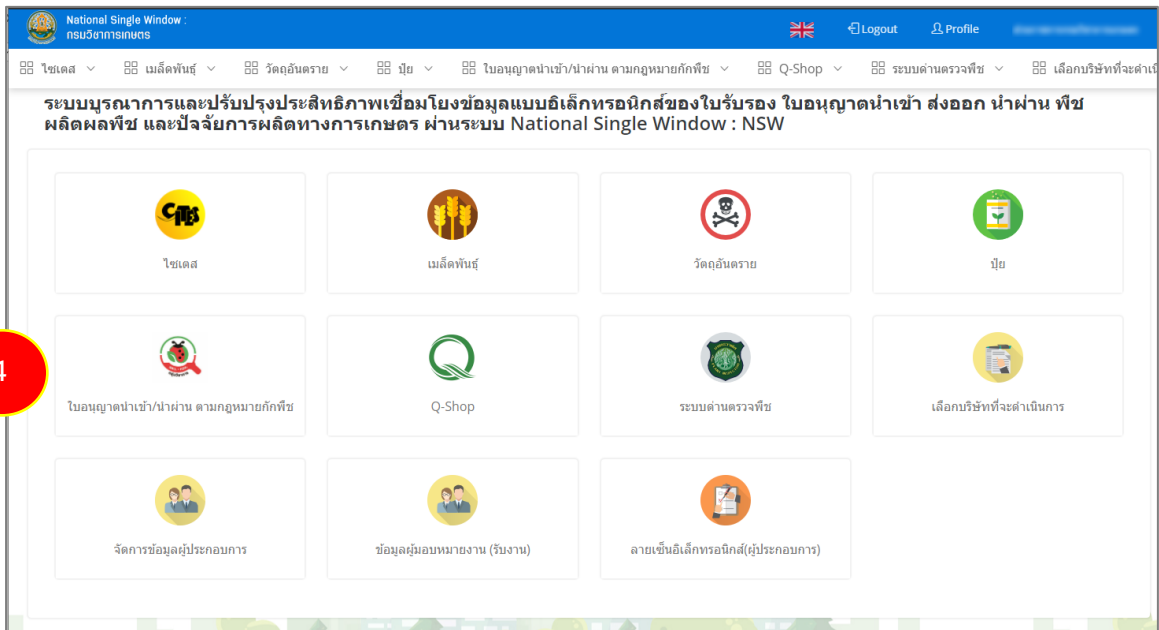 National Single Window :
กรมวิชาการเกษตร
Logout
Profile
ไซเตส
เมล็ดพันธุ์
วัตถุอันตราย
ปุ๋ย
ใบอนุญาตนำเข้า/นำผ่าน ตามกฎหมายกักพืช
Q-Shop
ระบบด่านตรวจพืช
เลือกบริษัทที่จะดำเนิ
ระบบบูรณาการและปรับปรุงประสิทธิภาพเชื่อมโยงข้อมูลแบบอิเล็กทรอนิกส์ของใบรับรอง ใบอนุญาตนำเข้า ส่งออก นำผ่าน พืช
ผลิตผลพืช และปัจจัยการผลิตทางการเกษตร ผ่านระบบ National Single Window : NSW
CITES
ไซเตส
เมล็ดพันธุ์
วัตถุอันตราย
ปุ๋ย
4
ใบอนุญาตนำเข้า/นำผ่าน ตามกฎหมายกักพืช
Q-Shop
ระบบด่านตรวจพืช
เลือกบริษัทที่จะดำเนินการ
จัดการข้อมูลผู้ประกอบการ
ข้อมูลผู้มอบหมายงาน (รับงาน)
ลายเซ็นอิเล็กทรอนิกส์(ผู้ประกอบการ)